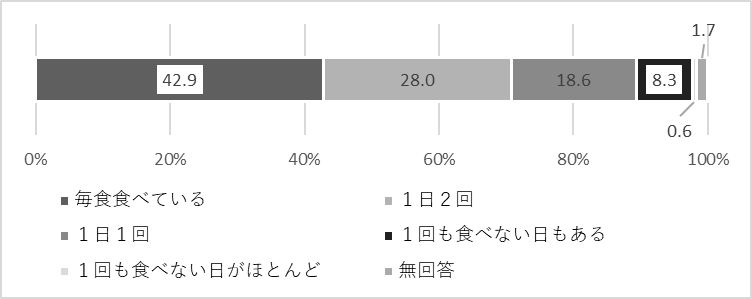 1.7
42.9 28.0 18.6 8.3
0.6
0% 20% 40% 60% 80% 100%
毎食食べている １日２回
１日１回 １回も食べない日もある
１回も食べない日がほとんど 無回答